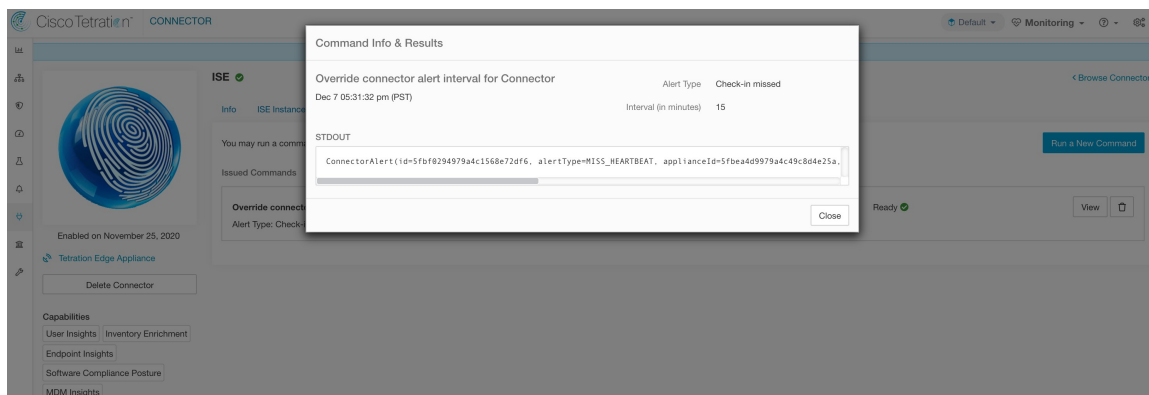 Cisco Tetration™ CONNECTOR
Default
Monitoring
Command Info & Results
Override connector alert interval for Connector
Dec 7 05:31:32 pm (PST)
Alert Type Check-in missed
Interval (in minutes) 15
STDOUT
ConnectorAlert(id=5fbf0294979a4c1568e72df6, alertType=MISS_HEARTBEAT, applianceId=5fbea4d9979a4c49c8d4e25a,
Close
ISE
< Browse Connector
Info ISE Instance
You may run a comma
Run a New Command
Issued Commands
Override connect
Alert Type: Check-i
Ready
View
Enabled on November 25, 2020
Tetration Edge Appliance
Delete Connector
Capabilities
User Insights Inventory Enrichment
Endpoint Insights
Software Compliance Posture
MDM Insights